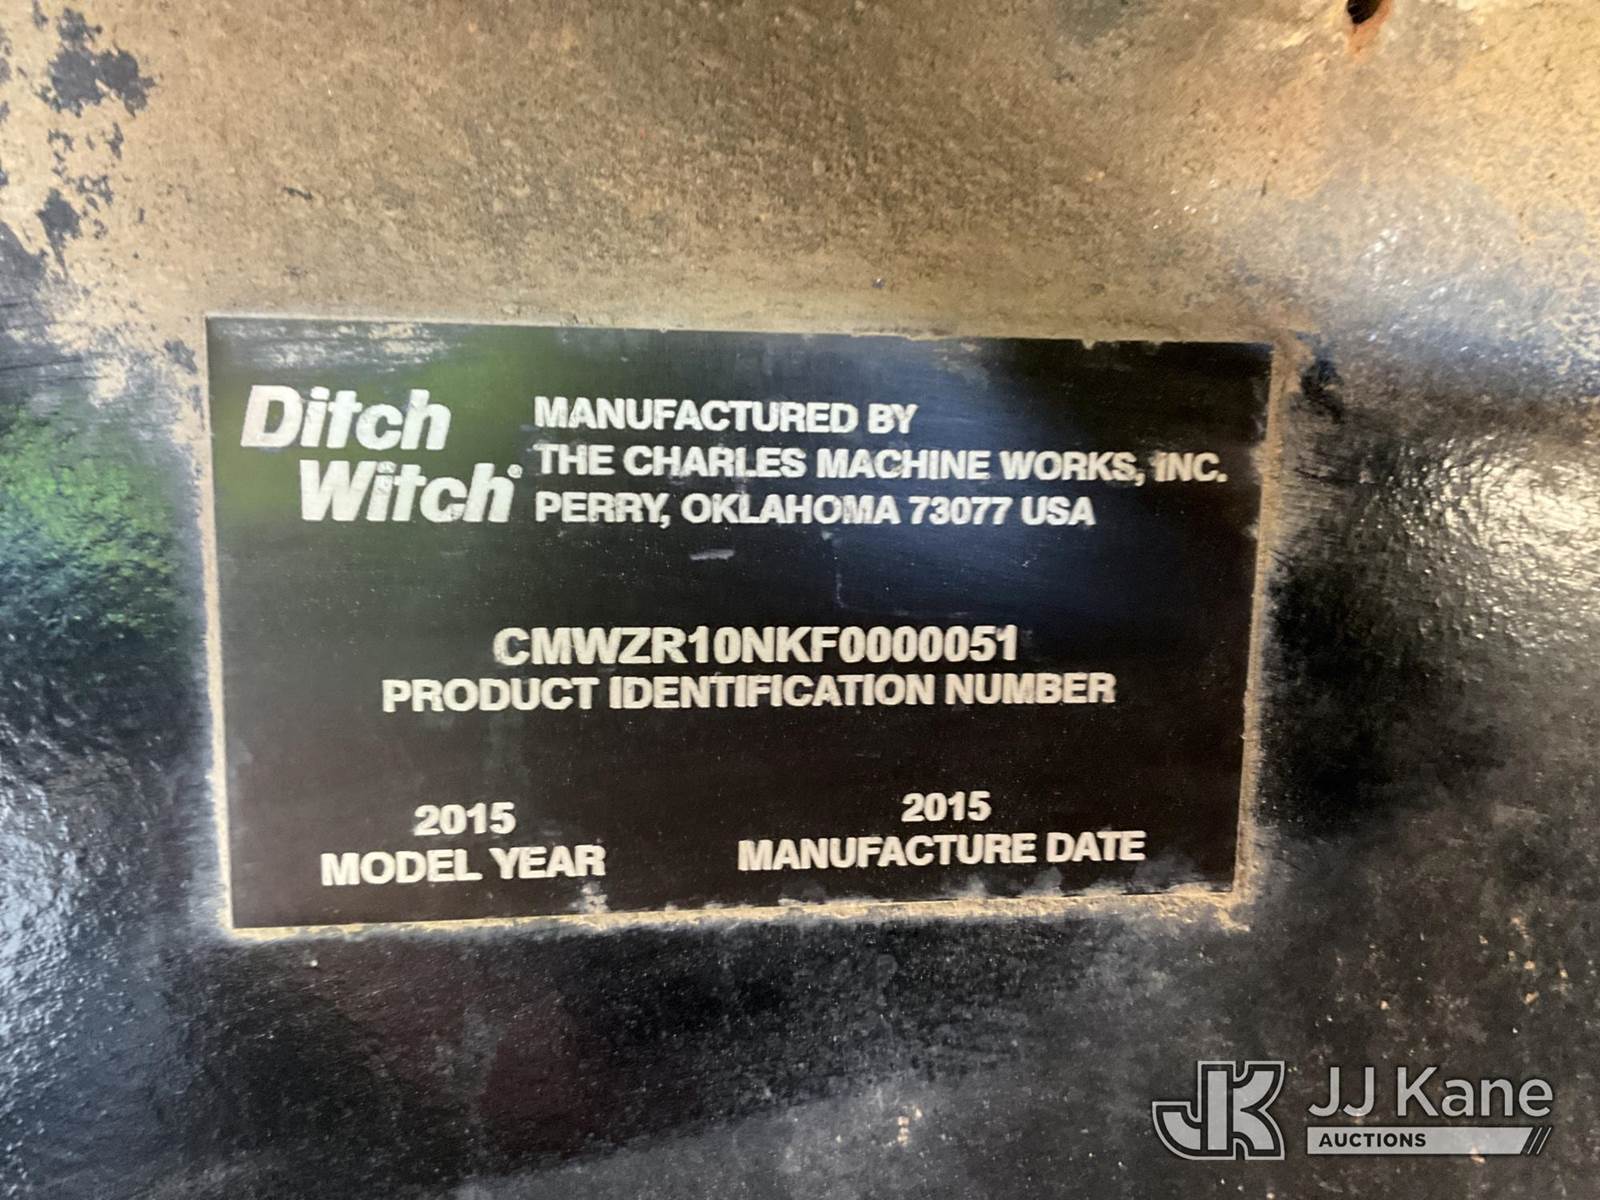 Ditch
Witch®
MANUFACTURED BY
THE CHARLES MACHINE WORKS, INC.
PERRY, OKLAHOMA 73077 USA
CMWZR10NKF0000051
PRODUCT IDENTIFICATION NUMBER
2015
MODEL YEAR
2015
MANUFACTURE DATE
JK JJ Kane
AUCTIONS